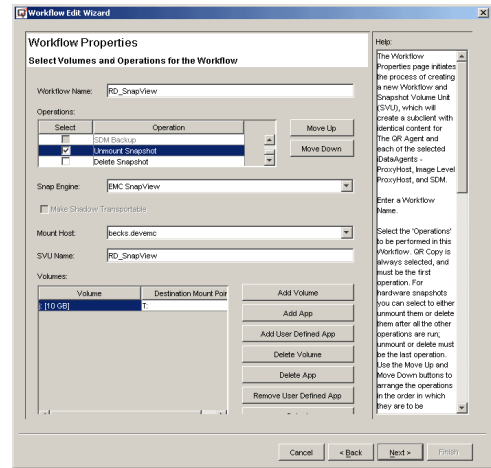 Workflow Edit Wizard
Workflow Properties
Select Volumes and Operations for the Workflow
Workflow Name: RD_SnapView
Operations:
Select Operation
SDM Backup
Unmount Snapshot
Delete Snapshot
Move Up
Move Down
Snap Engine: EMC SnapView
Make Shadow Transportable
Mount Host: becks.devemc
SVU Name: RD_SnapView
Volumes:
Volume Destination Mount Poin
[10 GB] T:
Add Volume
Add App
Add User Defined App
Delete Volume
Delete App
Remove User Defined App
Help:
The Workflow
Properties page initiates
the process of creating
a new Workflow and
Snapshot Volume Unit
(SVU), which will
create a subclient with
identical content for
The QR Agent and
each of the selected
iDataAgents -
ProxyHost, Image Level
ProxyHost, and SDM.
Enter a Workflow
Name.
Select the 'Operations'
to be performed in this
Workflow. QR Copy is
always selected, and
must be the first
operation. For
hardware snapshots
you can select to either
unmount them or delete
them after all the other
operations are run;
unmount or delete must
be the last operation.
Use the Move Up and
Move Down buttons to
arrange the operations
in the order in which
they are to be
Cancel < Back Next > Finish